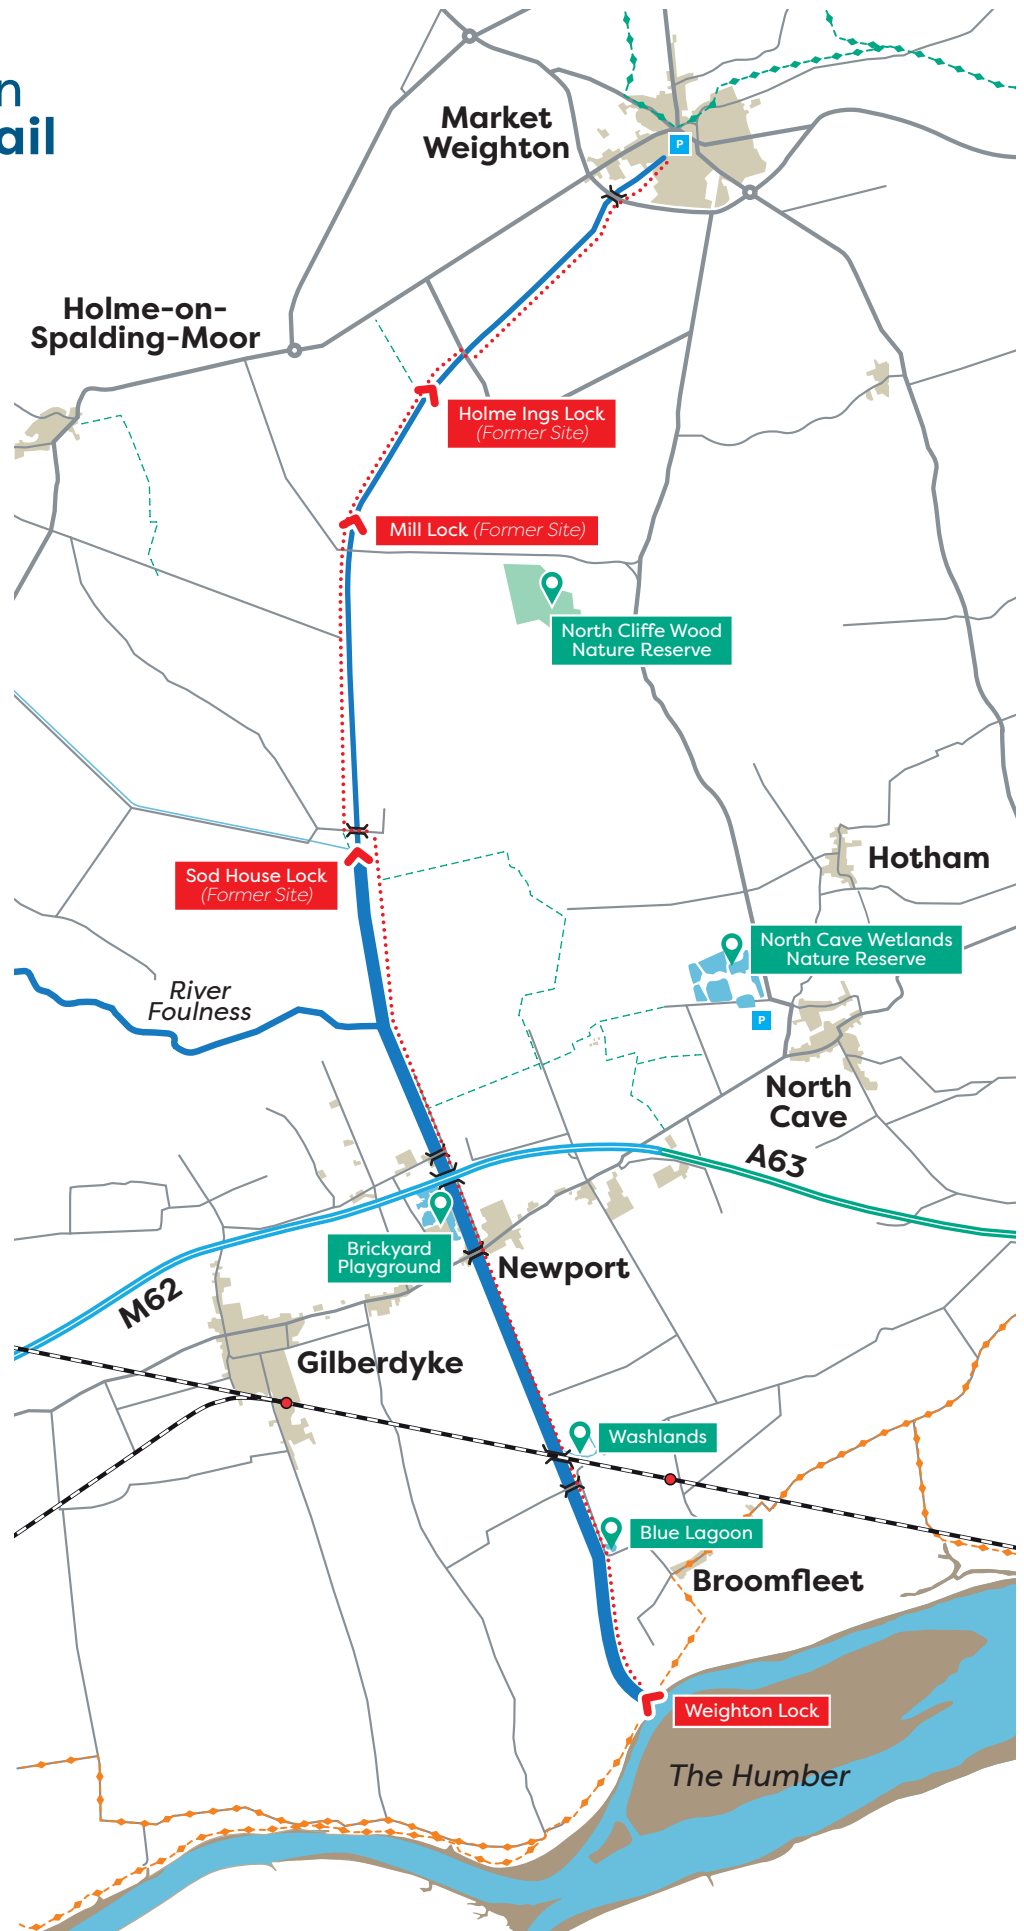 n
ail
Market
Weighton
P
Holme-on-
Spalding-Moor
Holme Ings Lock
(Former Site)
Mill Lock (Former Site)
North Cliffe Wood
Nature Reserve
Hotham
Sod House Lock
(Former Site)
North Cave Wetlands
Nature Reserve
River
Foulness
P
North
Cave
A63
Brickyard
Playground
Newport
M62
Gilberdyke
Washlands
Blue Lagoon
Broomfleet
Weighton Lock
The Humber